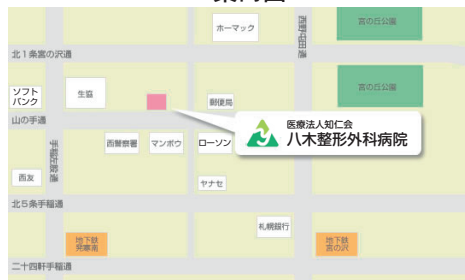 案内図
ホーマック
西野屯田通
宮の丘公園
北1条宮の沢通
ソフト
バンク
生協
郵便局
宮の丘公園
山の手通
手稲左股通
西警察署
マンボウ
ローソン
医療法人知仁会
八木整形外科病院
西友
ヤナセ
北5条手稲通
地下鉄
発寒南
札幌銀行
地下鉄
宮の沢
二十四軒手稲通